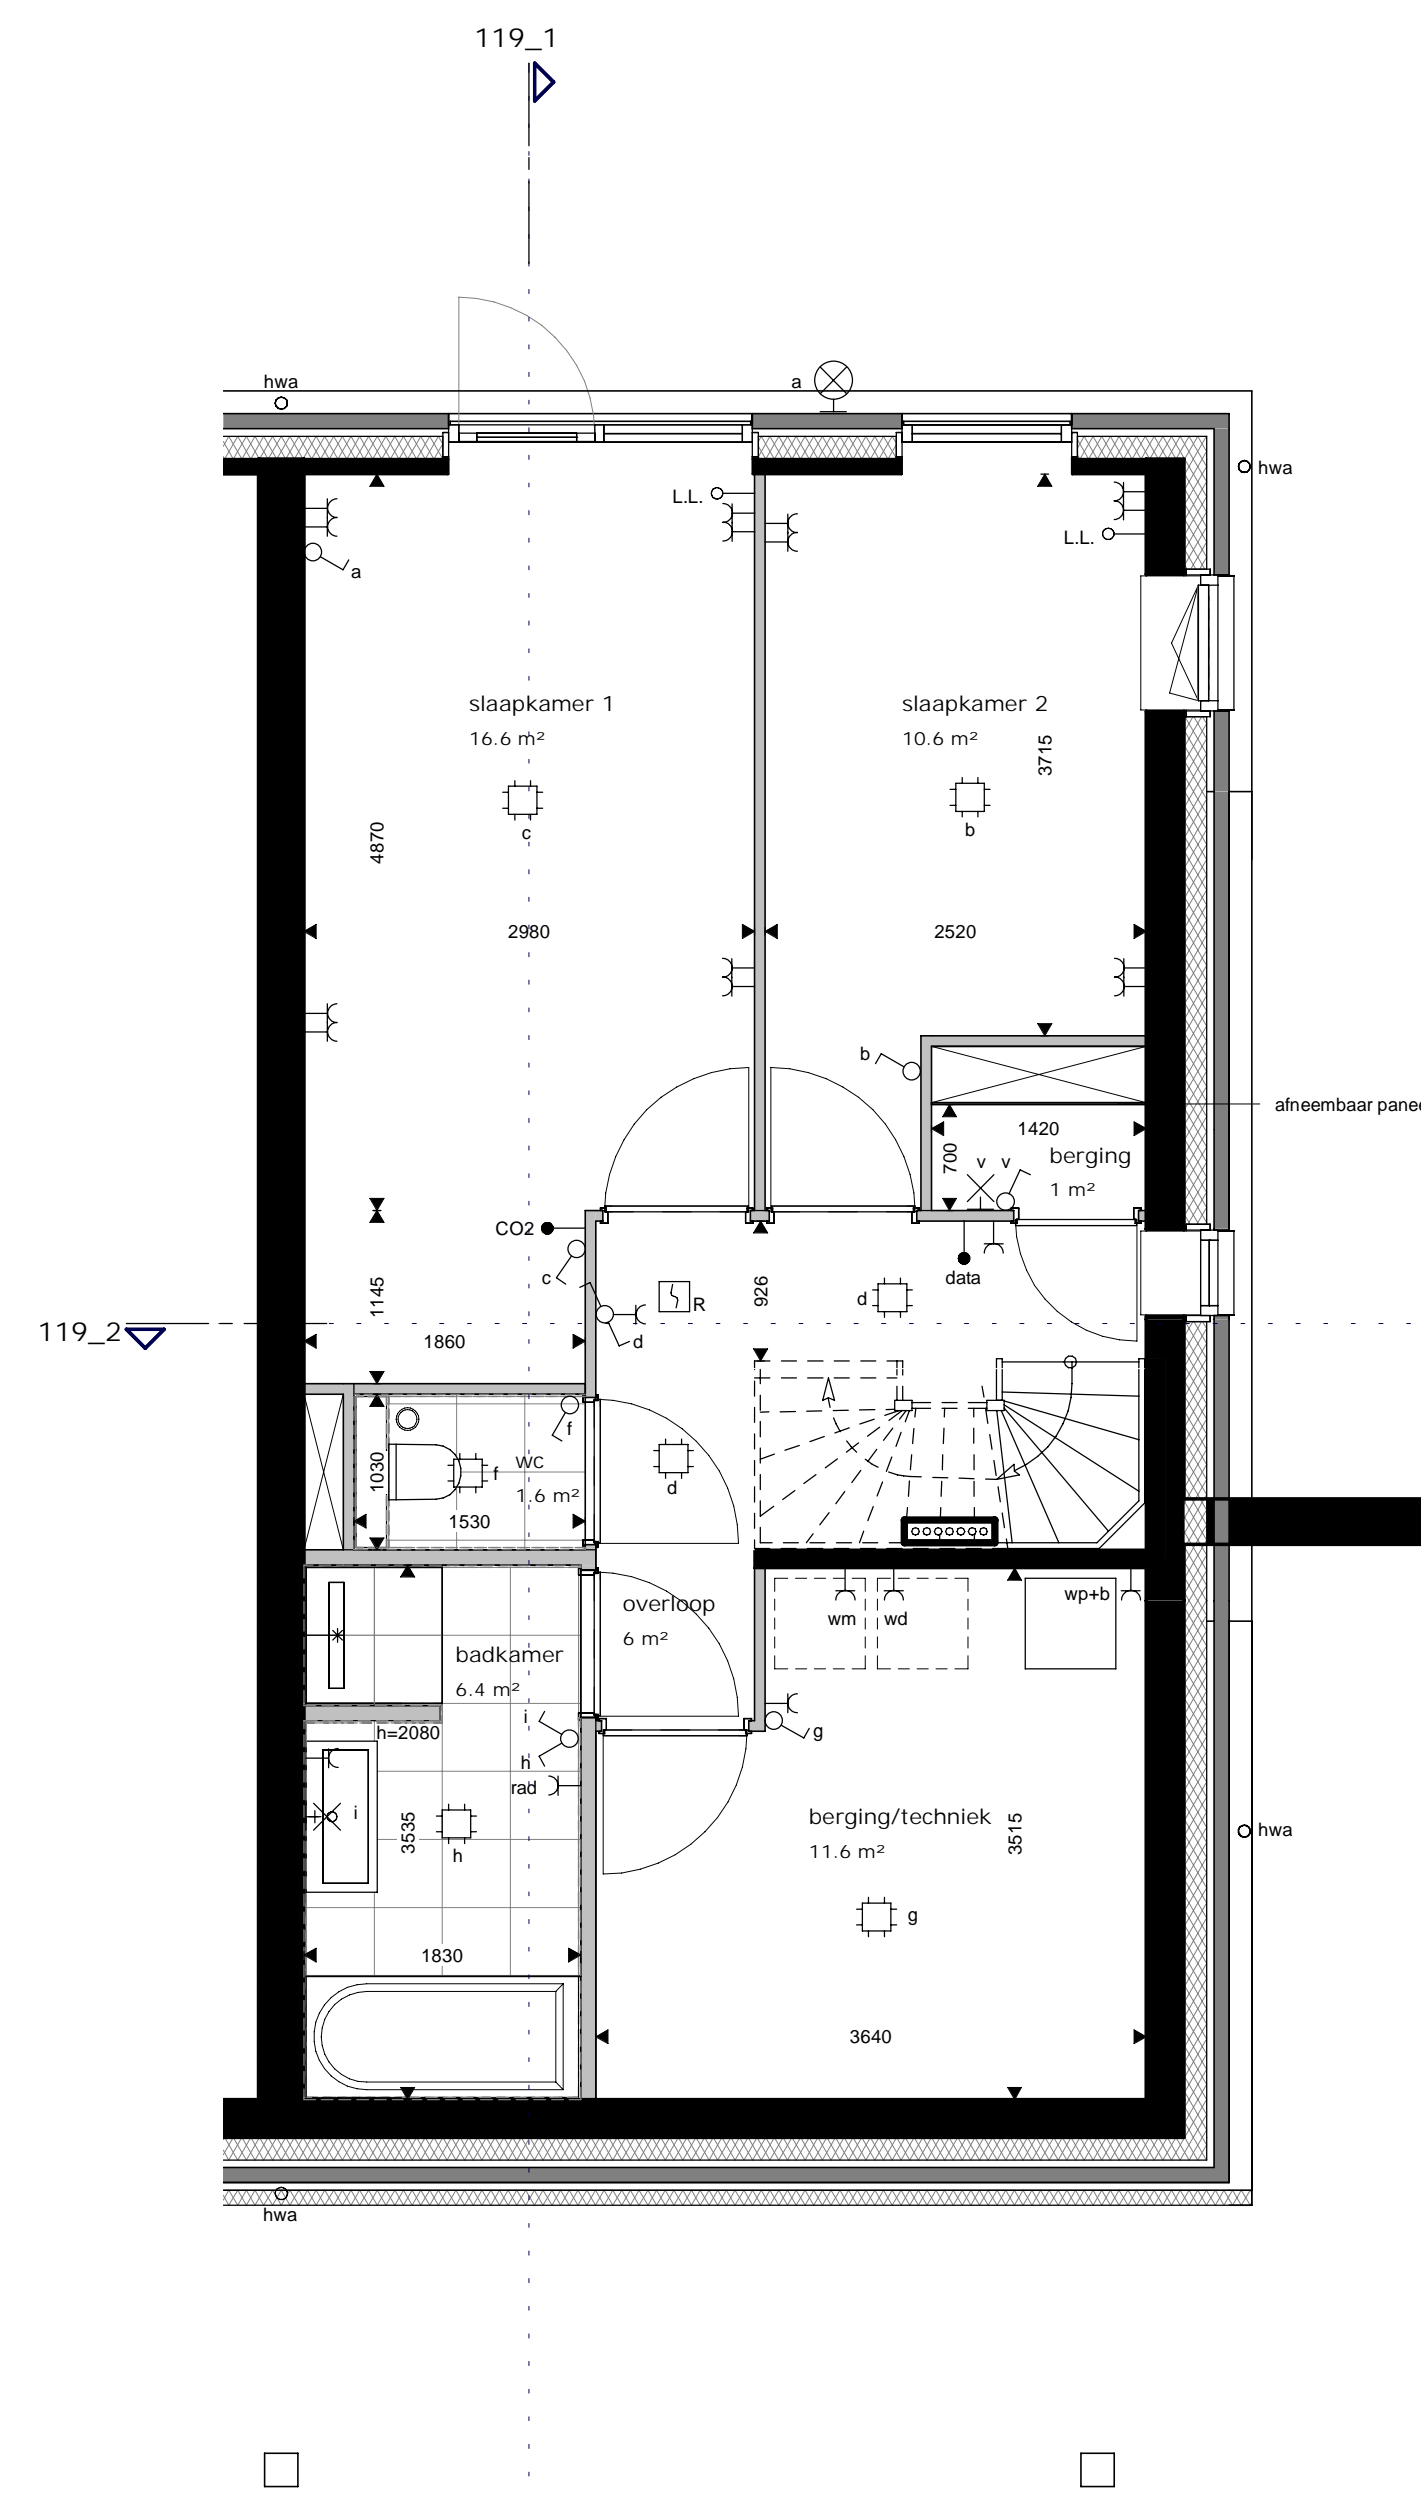 119_1
hwa
a
hwa
L.L.
L.L.
a
slaapkamer 1
16.6 m²
slaapkamer 2
10.6 m²
3715
c
b
4870
2980
2520
b
afneembaar panee
1420
700
v v
berging
1 m²
CO2
c
data
1145
R
926
d
119_2
1860
d
f
1030
f
wc
1.6 m²
d
1530
overloop
6 m²
wm
wd
wp+b
badkamer
6.4 m²
i
h=2080
g
h
rad
i
3535
h
berging/techniek
11.6 m²
3515
hwa
g
1830
3640
hwa